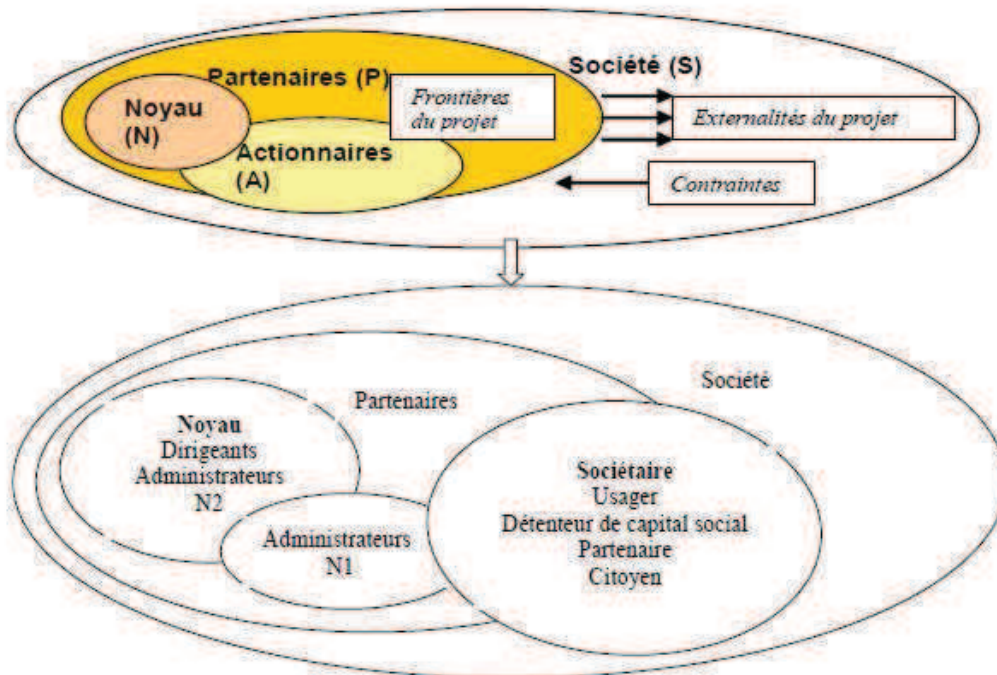 Partenaires (P)
Société (S)
Noyau
(N)
Frontières
du projet
Externalités du projet
Actionnaires
(A)
Contraintes
Société
Partenaires
Noyau
Dirigeants
Administrateurs
N2
Sociétaire
Usager
Détenteur de capital social
Partenaire
Citoyen
Administrateurs
N1